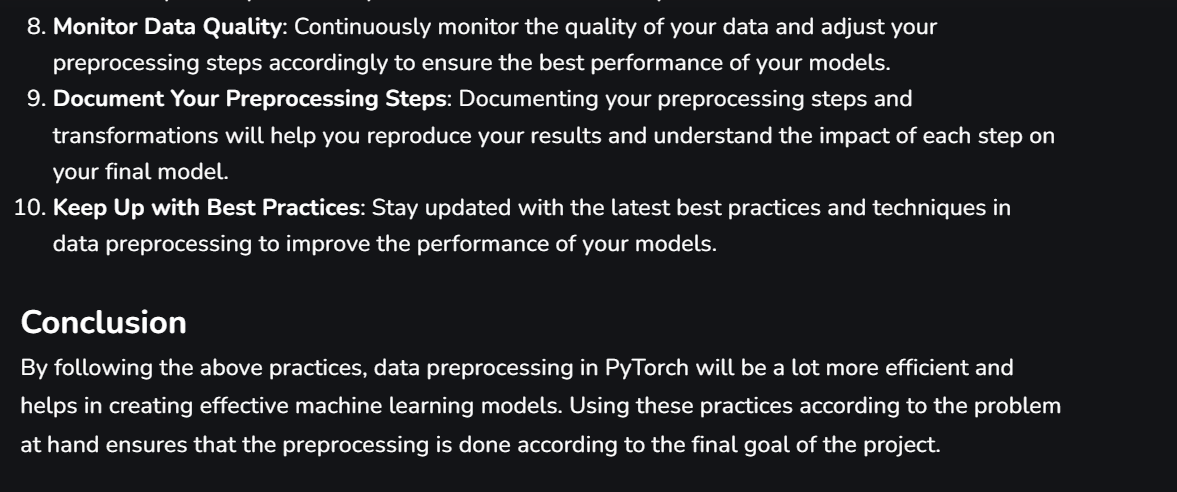 8. Monitor Data Quality: Continuously monitor the quality of your data and adjust your
preprocessing steps accordingly to ensure the best performance of your models.
9. Document Your Preprocessing Steps: Documenting your preprocessing steps and
transformations will help you reproduce your results and understand the impact of each step on
your final model.
10. Keep Up with Best Practices: Stay updated with the latest best practices and techniques in
data preprocessing to improve the performance of your models.
Conclusion
By following the above practices, data preprocessing in PyTorch will be a lot more efficient and
helps in creating effective machine learning models. Using these practices according to the problem
at hand ensures that the preprocessing is done according to the final goal of the project.